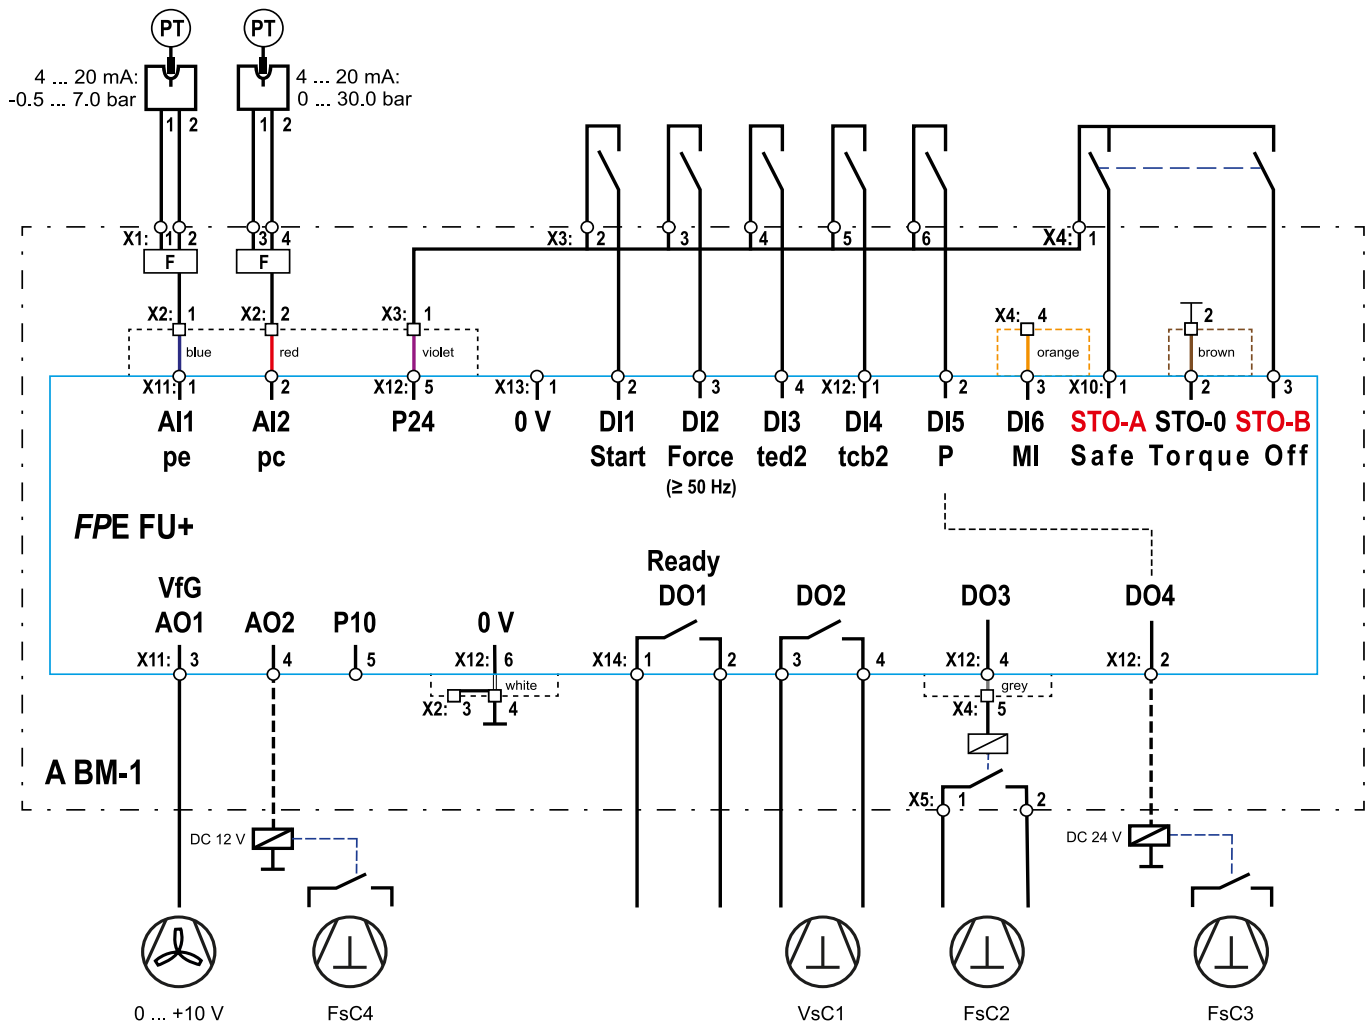 PT PT
4 ... 20 mA: 4 ... 20 mA:
-0.5 ... 7.0 bar 0 ... 30.0 bar
1 2 1 2
X1: 1 2 3 4 X3: 2 3 4 5 6 X4: 1
F F
X2: 1 X2: 2 X3: 1 X4: 4 2
blue red violet orange brown
X11: 1 2 X12: 5 X13: 1 2 3 4 X12: 1 2 3 X10: 1 2 3
AI1 AI2 P24 0 V DI1 DI2 DI3 DI4 DI5 DI6 STO-A STO-0 STO-B
pe pc Start Force ted2 tcb2 P MI Safe Torque Off
(≥ 50 Hz)
FPE FU+
Ready
VfG
AO1 AO2 P10 0 V DO1 DO2 DO3 DO4
X11: 3 4 5 X12: 6 X14: 1 2 3 4 X12: 4 X12: 2
white grey
X2: 3 4 X4: 5
A BM-1
X5: 1 2
DC 12 V DC 24 V
0 ... +10 V FsC4 VsC1 FsC2 FsC3